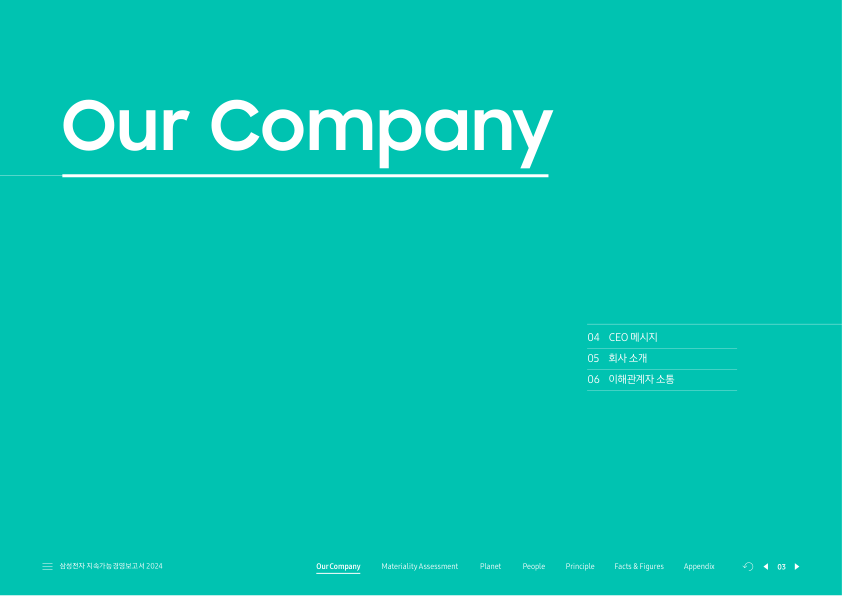 Our Company
04 CEO 메시지
05 회사 소개
06 이해관계자 소통
삼성전자 지속가능경영보고서 2024
Our Company Materiality Assessment Planet People Principle Facts & Figures Appendix 03